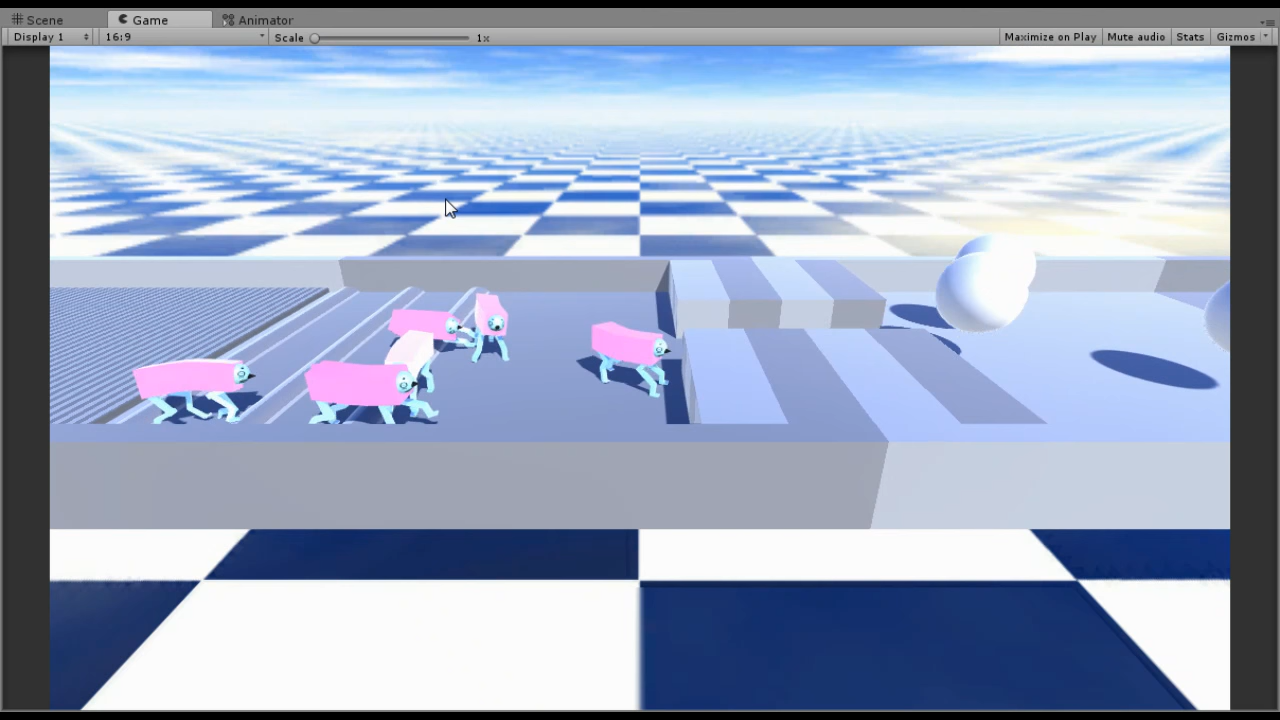 Scene Game Animator
Display 1 16:9 Scale 1x Maximize on Play Mute audio Stats Gizmos